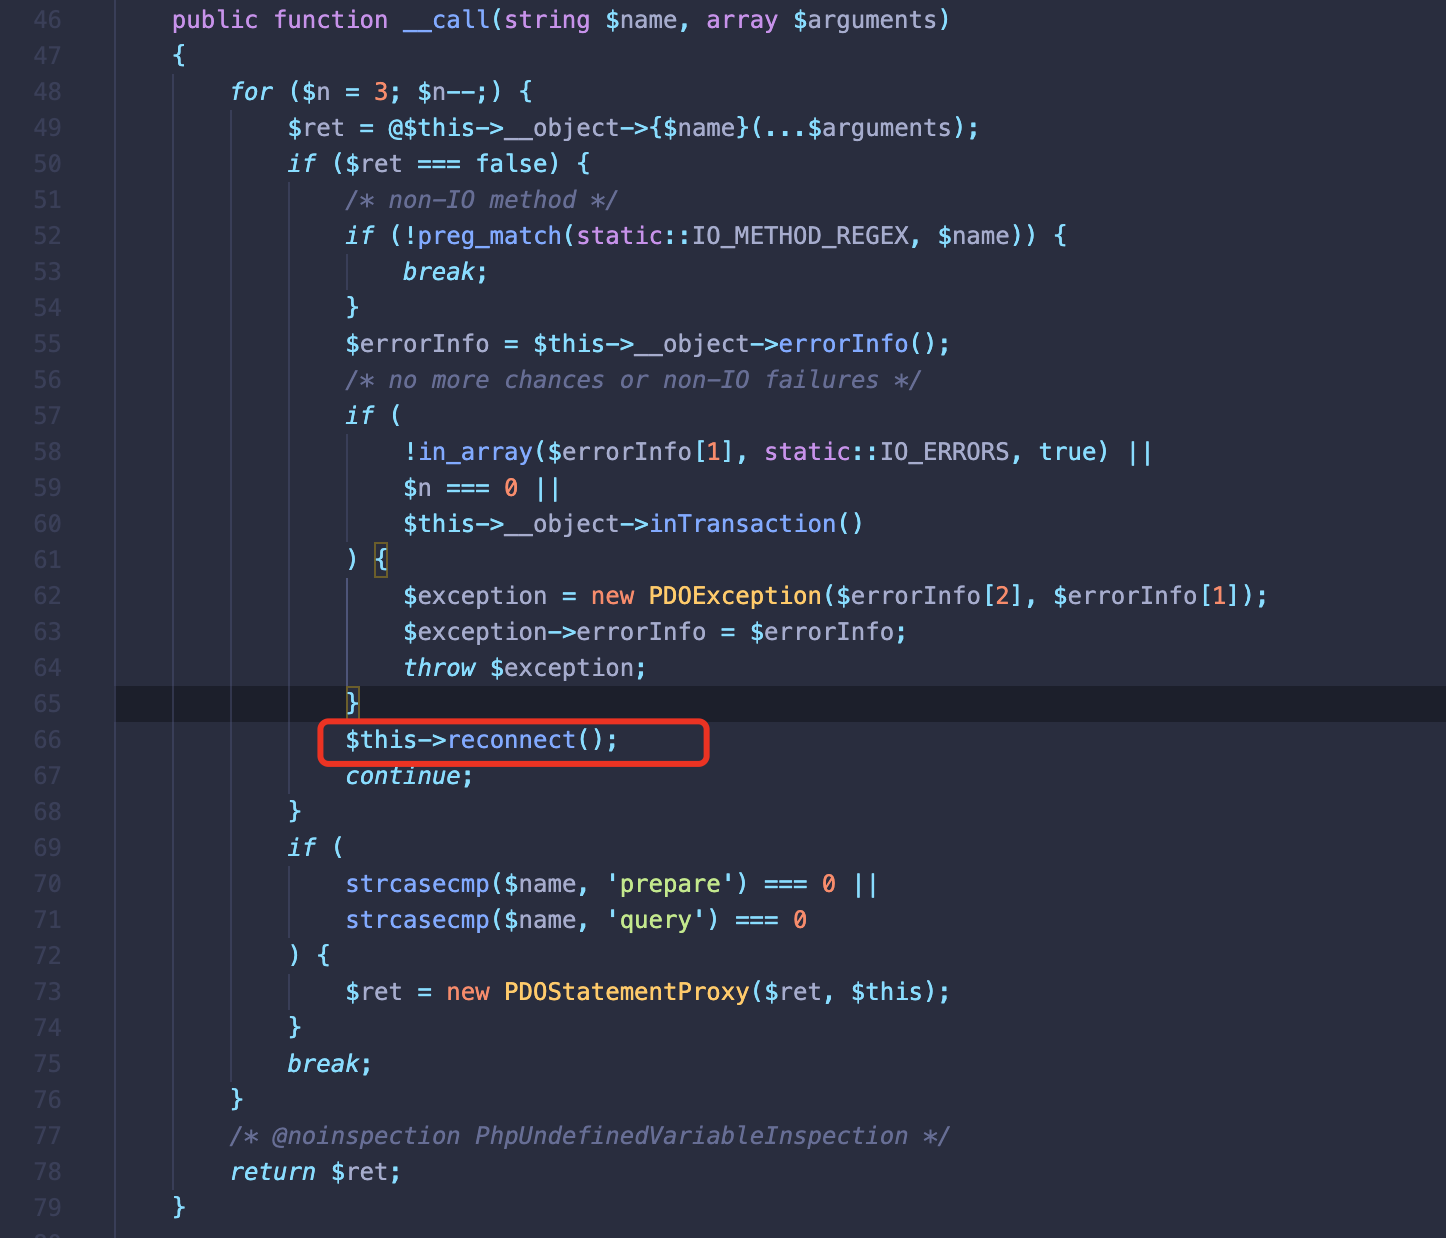 46 public function __call(string $name, array $arguments)
47 {
48 for ($n = 3; $n--;) {
49 $ret = @$this->__object->{$name}(...$arguments);
50 if ($ret === false) {
51 /* non-IO method */
52 if (!preg_match(static::IO_METHOD_REGEX, $name)) {
53 break;
54 }
55 $errorInfo = $this->__object->errorInfo();
56 /* no more chances or non-IO failures */
57 if (
58 !in_array($errorInfo[1], static::IO_ERRORS, true) ||
59 $n === 0 ||
60 $this->__object->inTransaction()
61 ) {
62 $exception = new PDOException($errorInfo[2], $errorInfo[1]);
63 $exception->errorInfo = $errorInfo;
64 throw $exception;
65 }
66 $this->reconnect();
67 continue;
68 }
69 if (
70 strcasecmp($name, 'prepare') === 0 ||
71 strcasecmp($name, 'query') === 0
72 ) {
73 $ret = new PDOStatementProxy($ret, $this);
74 }
75 break;
76 }
77 /* @noinspection PhpUndefinedVariableInspection */
78 return $ret;
79 }